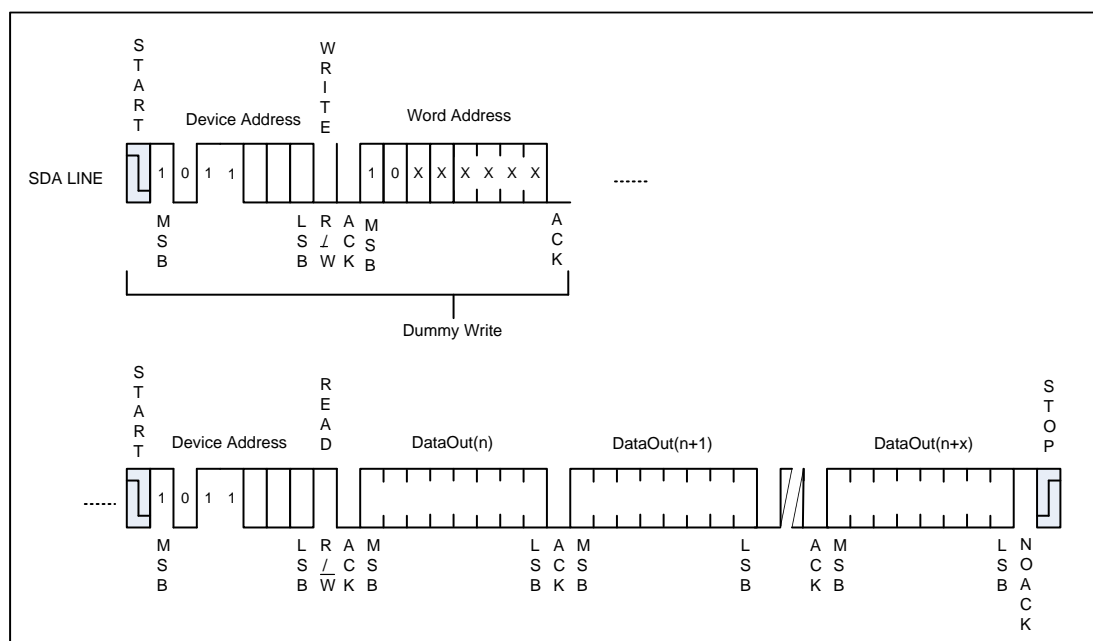 START
WRITE
Device Address
Word Address
SDA LINE
1 0 1 1
1 0 X X X X X X
........
MSB
LSB
R/W
ACK
MSB
ACK
Dummy Write
START
READ
STOP
Device Address
DataOut(n)
DataOut(n+1)
DataOut(n+x)
........
1 0 1 1
MSB
LSB
R/W
ACK
MSB
LSB
ACK
MSB
LSB
ACK
MSB
LSB
NOACK